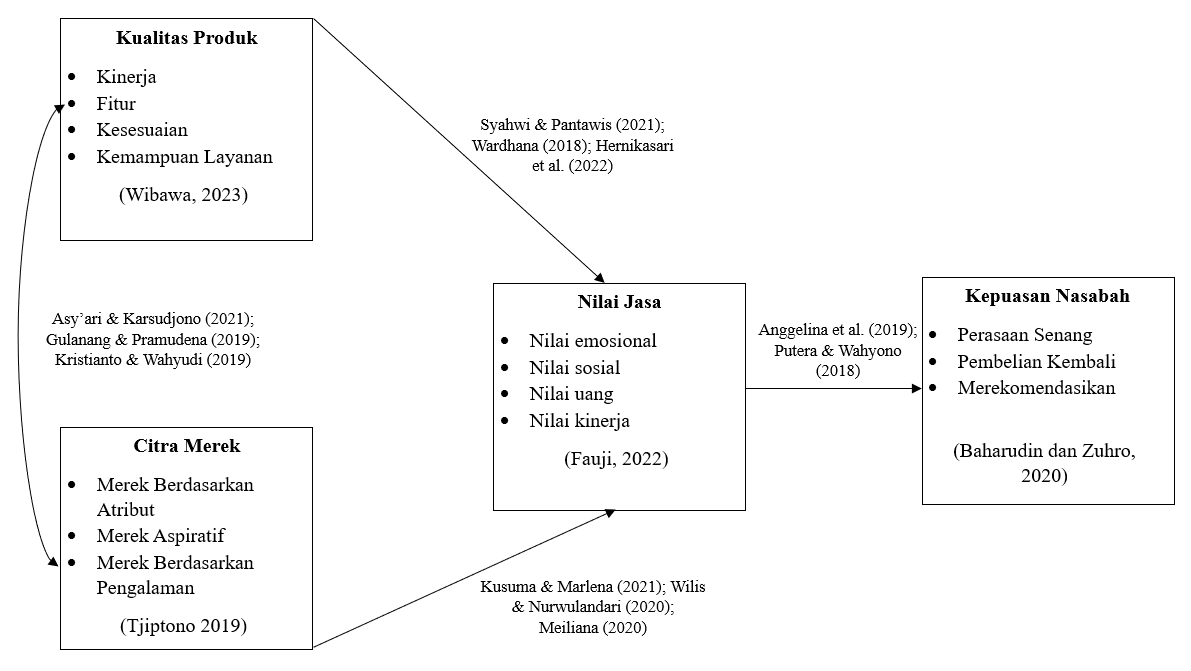 Kualitas Produk
• Kinerja
• Fitur
• Kesesuaian
• Kemampuan Layanan
(Wibawa, 2023)
Syahwi & Pantawis (2021);
Wardhana (2018); Hernikasari
et al. (2022)
Asy’ari & Karsudjono (2021);
Gulanang & Pramudena (2019);
Kristianto & Wahyudi (2019)
Nilai Jasa
• Nilai emosional
• Nilai sosial
• Nilai uang
• Nilai kinerja
(Fauji, 2022)
Anggelina et al. (2019);
Putera & Wahyono
(2018)
Kepuasan Nasabah
• Perasaan Senang
• Pembelian Kembali
• Merekomendasikan
(Baharudin dan Zuhro,
2020)
Citra Merek
• Merek Berdasarkan
Atribut
• Merek Aspiratif
• Merek Berdasarkan
Pengalaman
(Tjiptono 2019)
Kusuma & Marlena (2021); Wilis
& Nurwulandari (2020);
Meiliana (2020)